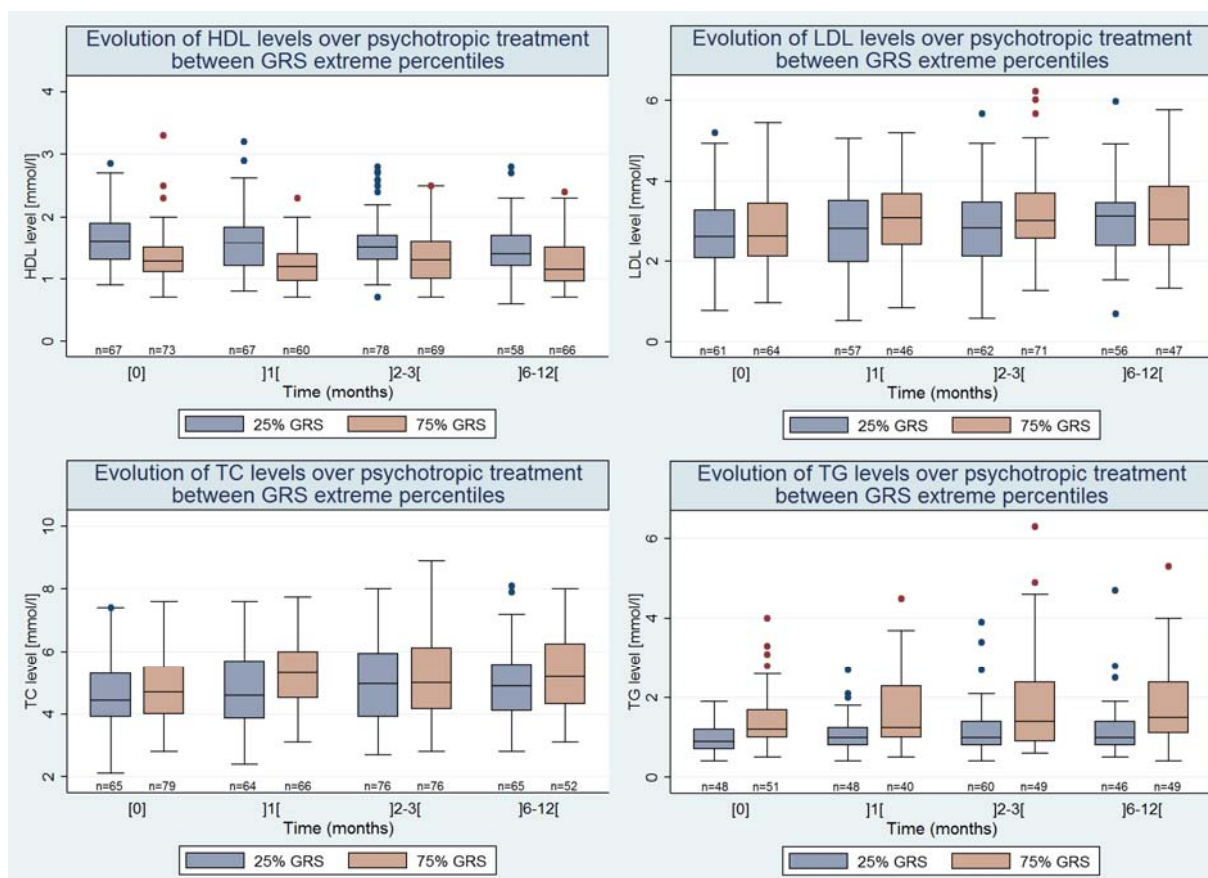 Evolution of HDL levels over psychotropic treatment
between GRS extreme percentiles
HDL level [mmol/l]
4
3
2
1
0
n=67 n=73 n=67 n=60 n=78 n=69 n=58 n=66
[0] ]1[ ]2-3[ ]6-12[
Time (months)
25% GRS 75% GRS
Evolution of LDL levels over psychotropic treatment
between GRS extreme percentiles
LDL level [mmol/l]
6
4
2
0
n=61 n=64 n=57 n=46 n=62 n=71 n=56 n=47
[0] ]1[ ]2-3[ ]6-12[
Time (months)
25% GRS 75% GRS
Evolution of TC levels over psychotropic treatment
between GRS extreme percentiles
TC level [mmol/l]
10
8
6
4
2
n=65 n=79 n=64 n=66 n=76 n=76 n=65 n=52
[0] ]1[ ]2-3[ ]6-12[
Time (months)
25% GRS 75% GRS
Evolution of TG levels over psychotropic treatment
between GRS extreme percentiles
TG level [mmol/l]
6
4
2
0
n=48 n=51 n=48 n=40 n=60 n=49 n=46 n=49
[0] ]1[ ]2-3[ ]6-12[
Time (months)
25% GRS 75% GRS